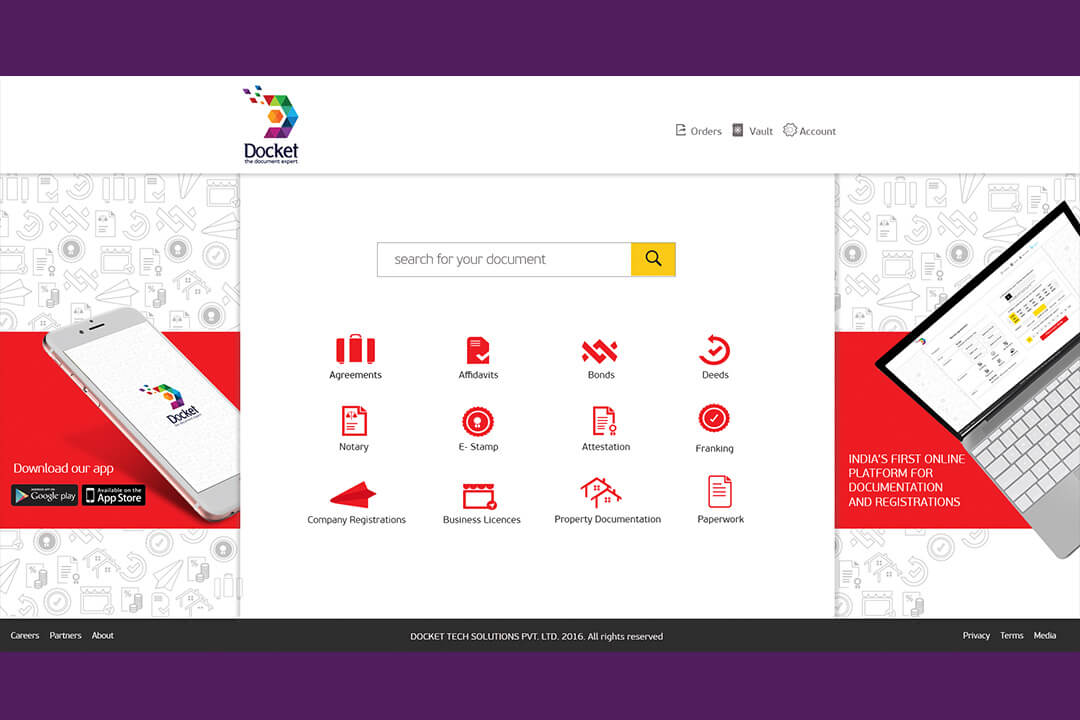 Docket
the document expert
Orders
Vault
Account
search for your document
Agreements
Affidavits
Bonds
Deeds
Notary
E- Stamp
Attestation
Franking
Company Registrations
Business Licences
Property Documentation
Paperwork
Docket
Download our app
ANDROID APP ON
Google play
Available on the
App Store
INDIA'S FIRST ONLINE
PLATFORM FOR
DOCUMENTATION
AND REGISTRATIONS
Careers
Partners
About
DOCKET TECH SOLUTIONS PVT. LTD. 2016. All rights reserved
Privacy
Terms
Media